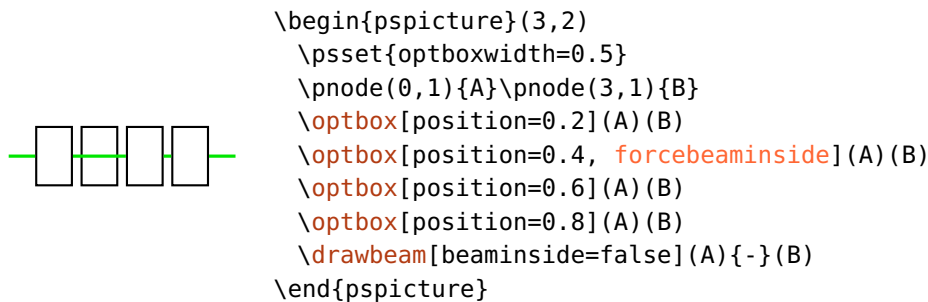 \begin{pspicture}(3,2)
\psset{optboxwidth=0.5}
\pnode(0,1){A}\pnode(3,1){B}
\optbox[position=0.2](A)(B)
\optbox[position=0.4, forcebeaminside](A)(B)
\optbox[position=0.6](A)(B)
\optbox[position=0.8](A)(B)
\drawbeam[beaminside=false](A){-}(B)
\end{pspicture}